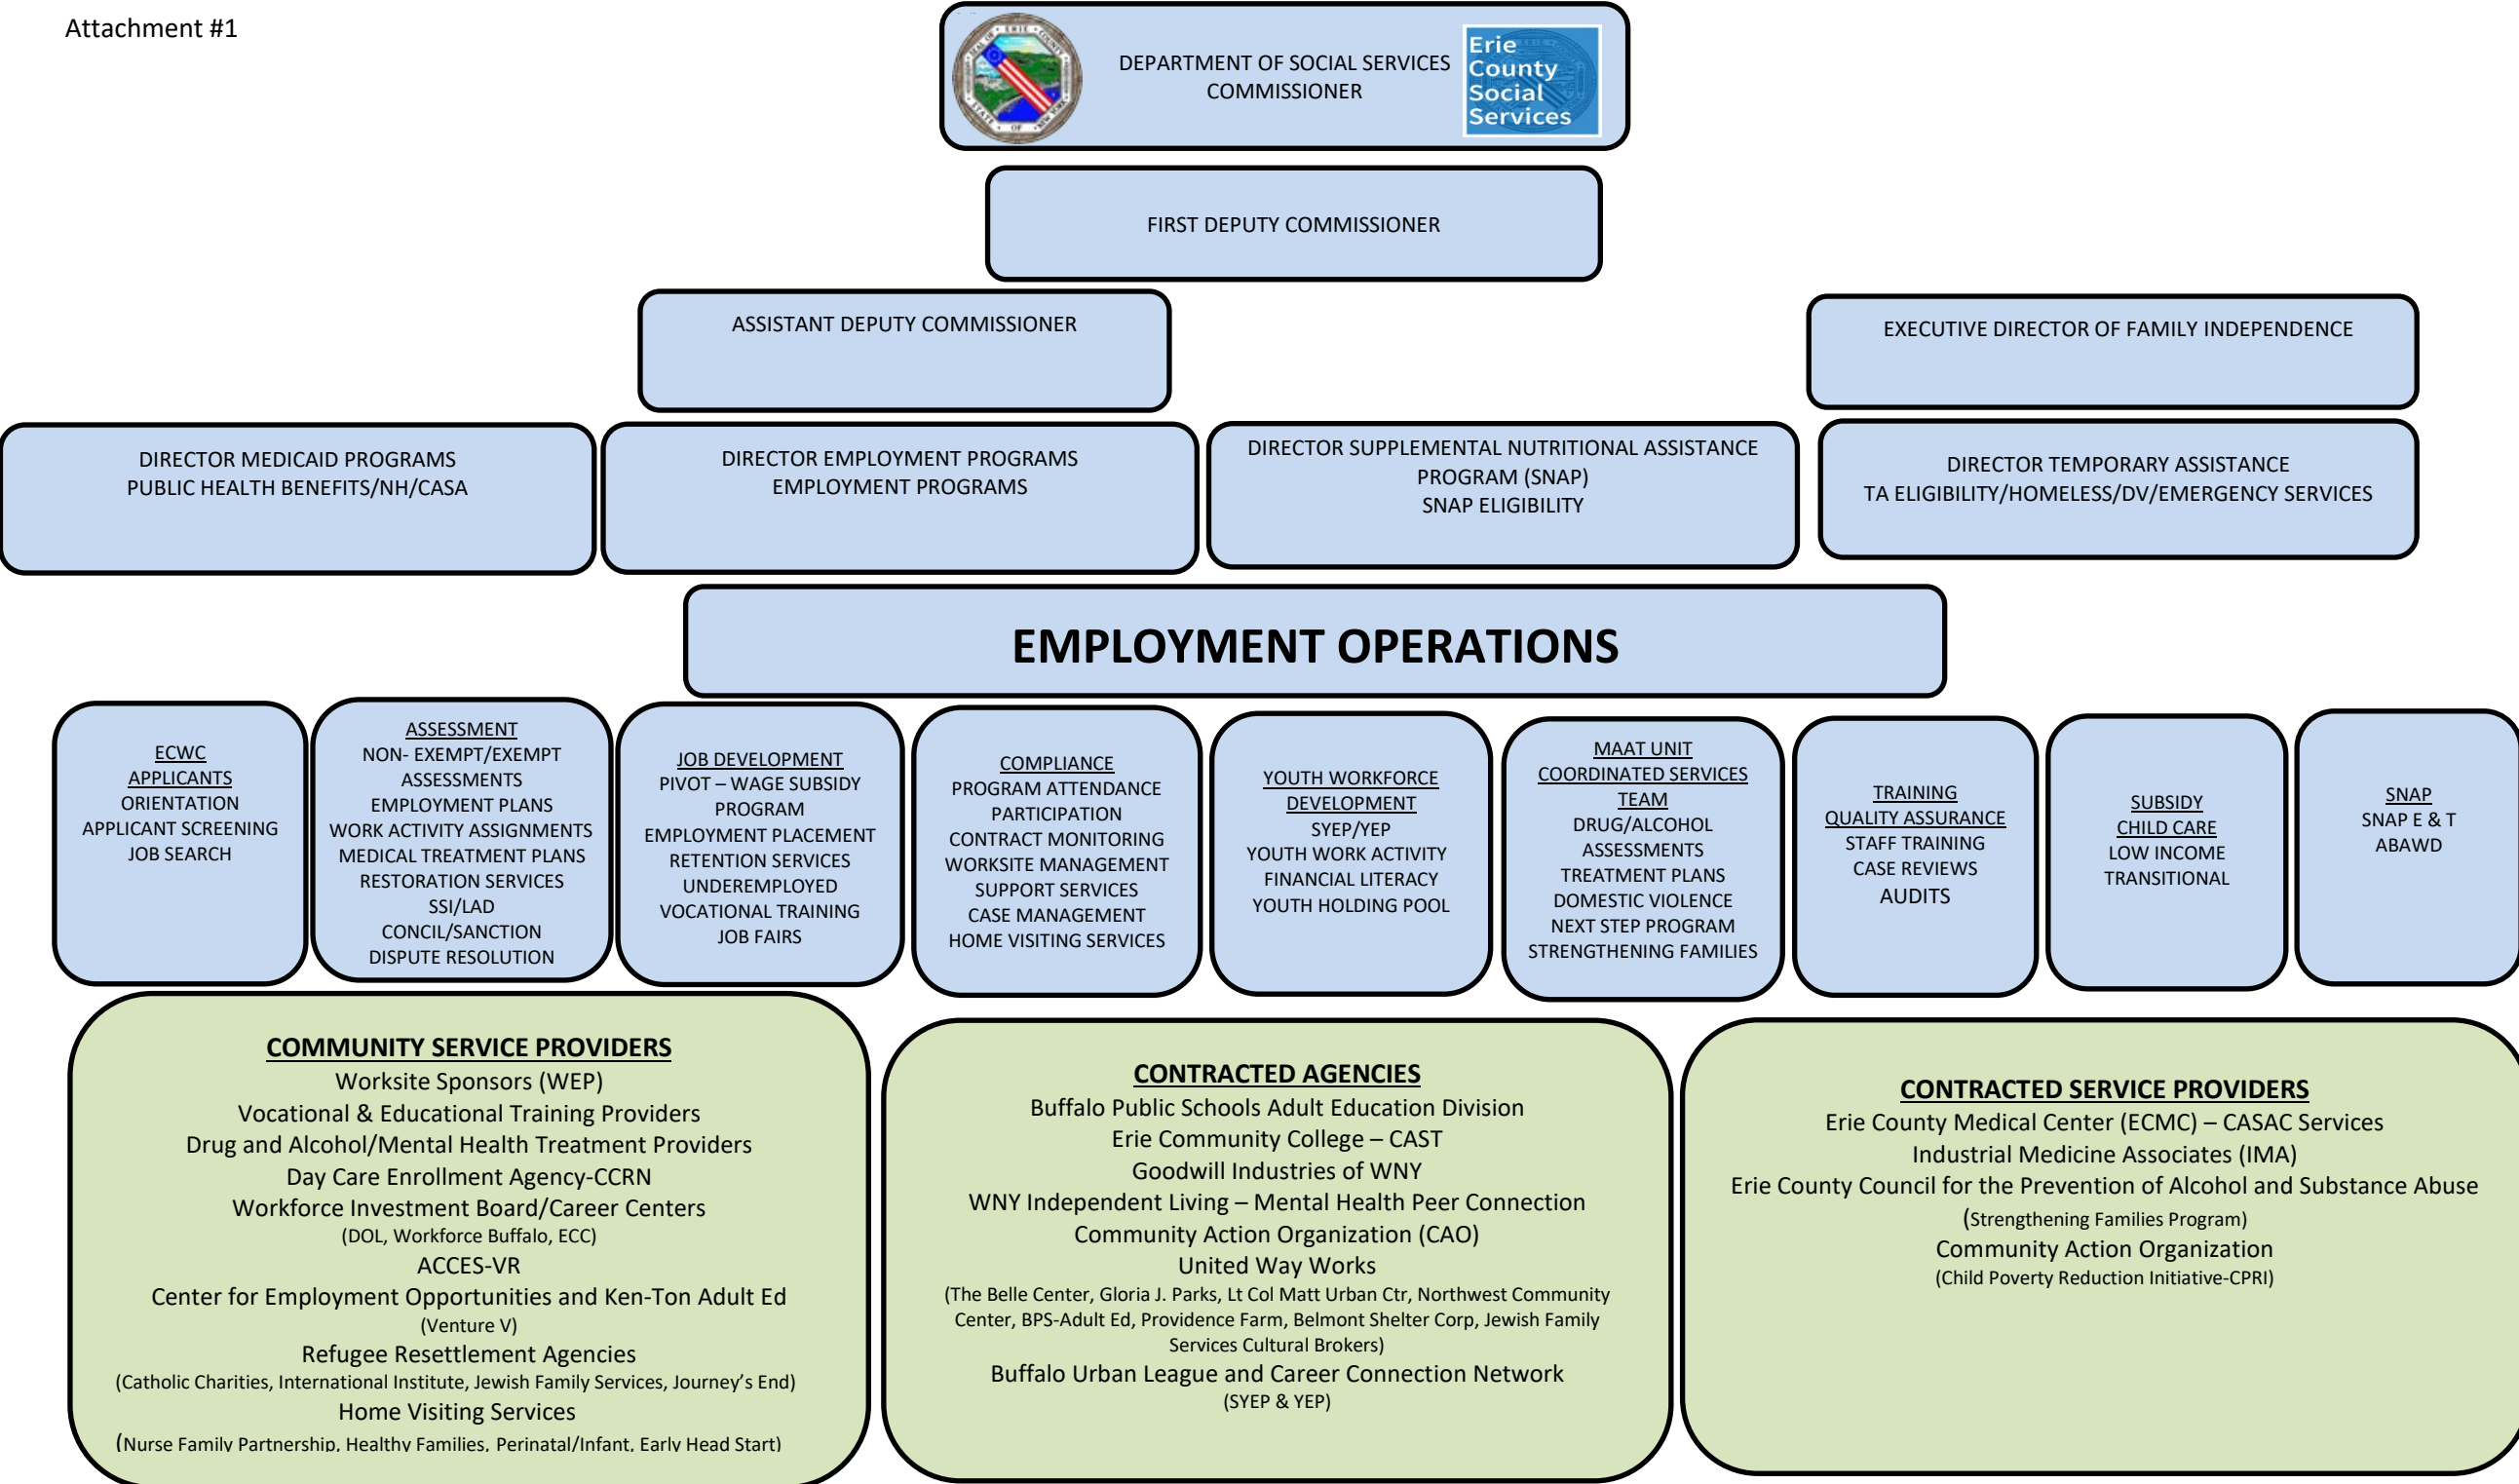 Attachment #1
DEPARTMENT OF SOCIAL SERVICES
COMMISSIONER
Erie
County
Social
Services
FIRST DEPUTY COMMISSIONER
ASSISTANT DEPUTY COMMISSIONER
EXECUTIVE DIRECTOR OF FAMILY INDEPENDENCE
DIRECTOR MEDICAID PROGRAMS
PUBLIC HEALTH BENEFITS/NH/CASA
DIRECTOR EMPLOYMENT PROGRAMS
EMPLOYMENT PROGRAMS
DIRECTOR SUPPLEMENTAL NUTRITIONAL ASSISTANCE
PROGRAM (SNAP)
SNAP ELIGIBILITY
DIRECTOR TEMPORARY ASSISTANCE
TA ELIGIBILITY/HOMELESS/DV/EMERGENCY SERVICES
EMPLOYMENT OPERATIONS
ECWC
APPLICANTS
ORIENTATION
APPLICANT SCREENING
JOB SEARCH
ASSESSMENT
NON- EXEMPT/EXEMPT
ASSESSMENTS
EMPLOYMENT PLANS
WORK ACTIVITY ASSIGNMENTS
MEDICAL TREATMENT PLANS
RESTORATION SERVICES
SSI/LAD
CONCIL/SANCTION
DISPUTE RESOLUTION
JOB DEVELOPMENT
PIVOT – WAGE SUBSIDY
PROGRAM
EMPLOYMENT PLACEMENT
RETENTION SERVICES
UNDEREMPLOYED
VOCATIONAL TRAINING
JOB FAIRS
COMPLIANCE
PROGRAM ATTENDANCE
PARTICIPATION
CONTRACT MONITORING
WORKSITE MANAGEMENT
SUPPORT SERVICES
CASE MANAGEMENT
HOME VISITING SERVICES
YOUTH WORKFORCE
DEVELOPMENT
SYEP/YEP
YOUTH WORK ACTIVITY
FINANCIAL LITERACY
YOUTH HOLDING POOL
MAAT UNIT
COORDINATED SERVICES
TEAM
DRUG/ALCOHOL
ASSESSMENTS
TREATMENT PLANS
DOMESTIC VIOLENCE
NEXT STEP PROGRAM
STRENGTHENING FAMILIES
TRAINING
QUALITY ASSURANCE
STAFF TRAINING
CASE REVIEWS
AUDITS
SUBSIDY
CHILD CARE
LOW INCOME
TRANSITIONAL
SNAP
SNAP E & T
ABAWD
COMMUNITY SERVICE PROVIDERS
Worksite Sponsors (WEP)
Vocational & Educational Training Providers
Drug and Alcohol/Mental Health Treatment Providers
Day Care Enrollment Agency-CCRN
Workforce Investment Board/Career Centers
(DOL, Workforce Buffalo, ECC)
ACCES-VR
Center for Employment Opportunities and Ken-Ton Adult Ed
(Venture V)
Refugee Resettlement Agencies
(Catholic Charities, International Institute, Jewish Family Services, Journey’s End)
Home Visiting Services
(Nurse Family Partnership, Healthy Families, Perinatal/Infant, Early Head Start)
CONTRACTED AGENCIES
Buffalo Public Schools Adult Education Division
Erie Community College – CAST
Goodwill Industries of WNY
WNY Independent Living – Mental Health Peer Connection
Community Action Organization (CAO)
United Way Works
(The Belle Center, Gloria J. Parks, Lt Col Matt Urban Ctr, Northwest Community
Center, BPS-Adult Ed, Providence Farm, Belmont Shelter Corp, Jewish Family
Services Cultural Brokers)
Buffalo Urban League and Career Connection Network
(SYEP & YEP)
CONTRACTED SERVICE PROVIDERS
Erie County Medical Center (ECMC) – CASAC Services
Industrial Medicine Associates (IMA)
Erie County Council for the Prevention of Alcohol and Substance Abuse
(Strengthening Families Program)
Community Action Organization
(Child Poverty Reduction Initiative-CPRI)